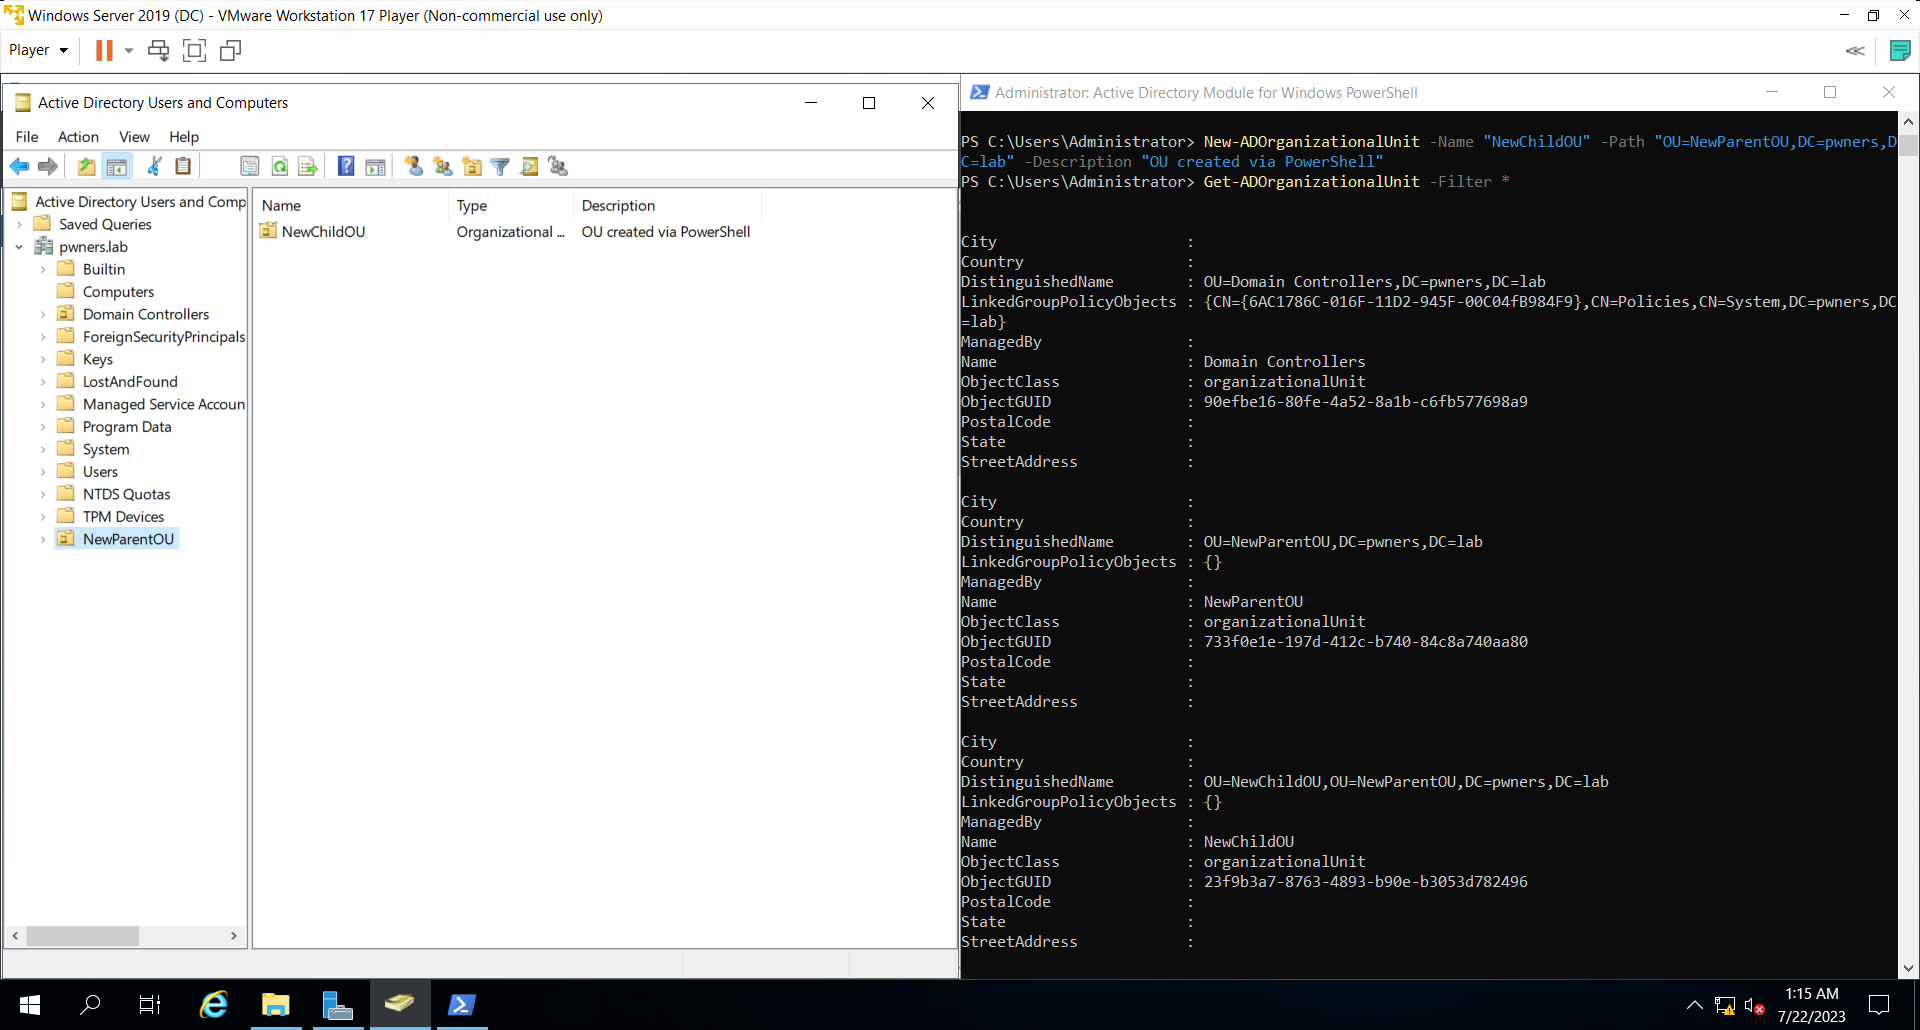 Windows Server 2019 (DC) - VMware Workstation 17 Player (Non-commercial use only)
Player
Active Directory Users and Computers
File Action View Help
Active Directory Users and Comp
Saved Queries
pwners.lab
Builtin
Computers
Domain Controllers
ForeignSecurityPrincipals
Keys
LostAndFound
Managed Service Accoun
Program Data
System
Users
NTDS Quotas
TPM Devices
NewParentOU
Name Type Description
NewChildOU Organizational ... OU created via PowerShell
Administrator: Active Directory Module for Windows PowerShell
PS C:\Users\Administrator> New-ADOrganizationalUnit -Name "NewChildOU" -Path "OU=NewParentOU,DC=pwners,D
C=lab" -Description "OU created via PowerShell"
PS C:\Users\Administrator> Get-ADOrganizationalUnit -Filter *
City :
Country :
DistinguishedName : OU=Domain Controllers,DC=pwners,DC=lab
LinkedGroupPolicyObjects : {CN={6AC1786C-016F-11D2-945F-00C04fB984F9},CN=Policies,CN=System,DC=pwners,DC
=lab}
ManagedBy :
Name : Domain Controllers
ObjectClass : organizationalUnit
ObjectGUID : 90efbe16-80fe-4a52-8a1b-c6fb577698a9
PostalCode :
State :
StreetAddress :
City :
Country :
DistinguishedName : OU=NewParentOU,DC=pwners,DC=lab
LinkedGroupPolicyObjects : {}
ManagedBy :
Name : NewParentOU
ObjectClass : organizationalUnit
ObjectGUID : 733f0e1e-197d-412c-b740-84c8a740aa80
PostalCode :
State :
StreetAddress :
City :
Country :
DistinguishedName : OU=NewChildOU,OU=NewParentOU,DC=pwners,DC=lab
LinkedGroupPolicyObjects : {}
ManagedBy :
Name : NewChildOU
ObjectClass : organizationalUnit
ObjectGUID : 23f9b3a7-8763-4893-b90e-b3053d782496
PostalCode :
State :
StreetAddress :
1:15 AM
7/22/2023